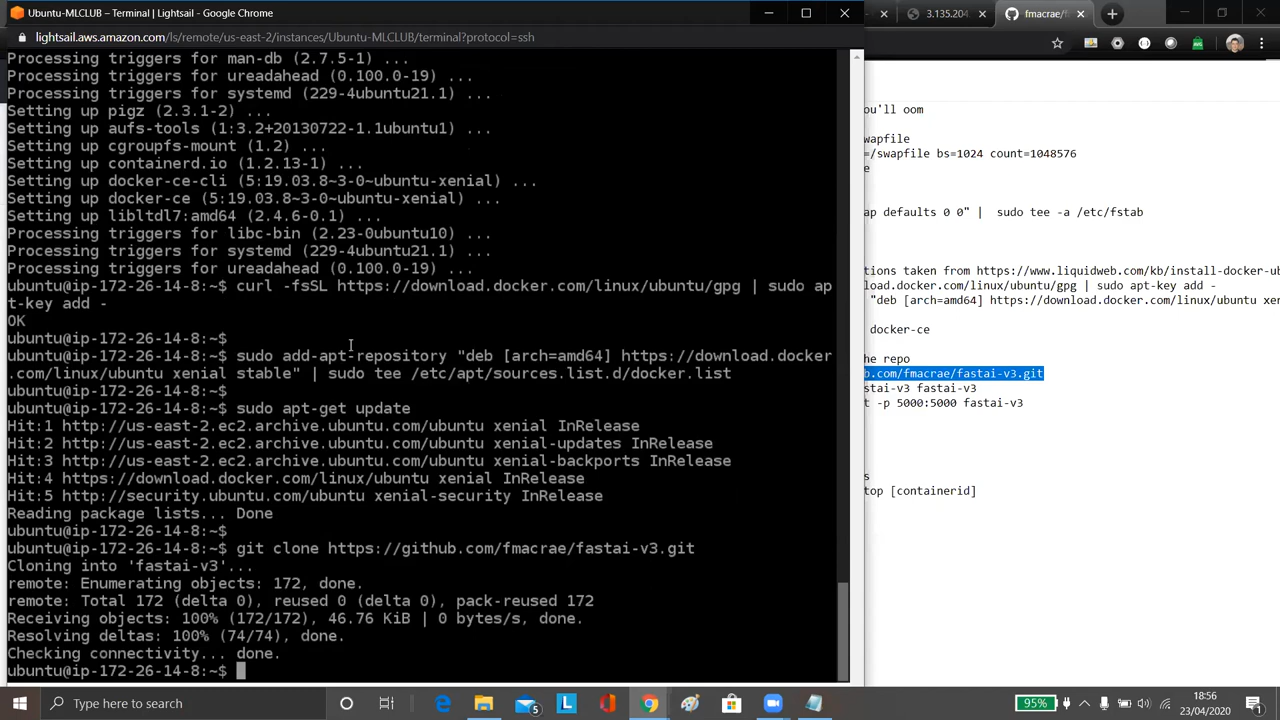 Ubuntu-MLCLUB – Terminal | Lightsail - Google Chrome
lightsail.aws.amazon.com/ls/remote/us-east-2/instances/Ubuntu-MLCLUB/terminal?protocol=ssh
Processing triggers for man-db (2.7.5-1) ...
Processing triggers for ureadahead (0.100.0-19) ...
Processing triggers for systemd (229-4ubuntu21.1) ...
Setting up pigz (2.3.1-2) ...
Setting up aufs-tools (1:3.2+20130722-1.1ubuntu1) ...
Setting up cgroupfs-mount (1.2) ...
Setting up containerd.io (1.2.13-1) ...
Setting up docker-ce-cli (5:19.03.8~3-0~ubuntu-xenial) ...
Setting up docker-ce (5:19.03.8~3-0~ubuntu-xenial) ...
Setting up libltdl7:amd64 (2.4.6-0.1) ...
Processing triggers for libc-bin (2.23-0ubuntu10) ...
Processing triggers for systemd (229-4ubuntu21.1) ...
Processing triggers for ureadahead (0.100.0-19) ...
ubuntu@ip-172-26-14-8:~$ curl -fsSL https://download.docker.com/linux/ubuntu/gpg | sudo ap
t-key add -
OK
ubuntu@ip-172-26-14-8:~$
ubuntu@ip-172-26-14-8:~$ sudo add-apt-repository "deb [arch=amd64] https://download.docker
.com/linux/ubuntu xenial stable" | sudo tee /etc/apt/sources.list.d/docker.list
ubuntu@ip-172-26-14-8:~$
ubuntu@ip-172-26-14-8:~$ sudo apt-get update
Hit:1 http://us-east-2.ec2.archive.ubuntu.com/ubuntu xenial InRelease
Hit:2 http://us-east-2.ec2.archive.ubuntu.com/ubuntu xenial-updates InRelease
Hit:3 http://us-east-2.ec2.archive.ubuntu.com/ubuntu xenial-backports InRelease
Hit:4 https://download.docker.com/linux/ubuntu xenial InRelease
Hit:5 http://security.ubuntu.com/ubuntu xenial-security InRelease
Reading package lists... Done
ubuntu@ip-172-26-14-8:~$
ubuntu@ip-172-26-14-8:~$ git clone https://github.com/fmacrae/fastai-v3.git
Cloning into 'fastai-v3'...
remote: Enumerating objects: 172, done.
remote: Total 172 (delta 0), reused 0 (delta 0), pack-reused 172
Receiving objects: 100% (172/172), 46.76 KiB | 0 bytes/s, done.
Resolving deltas: 100% (74/74), done.
Checking connectivity... done.
ubuntu@ip-172-26-14-8:~$
3.135.204
fmacrae/
ou'll oom
wapfile
=/swapfile bs=1024 count=1048576
e
ap defaults 0 0" | sudo tee -a /etc/fstab
tions taken from https://www.liquidweb.com/kb/install-docker-ub
load.docker.com/linux/ubuntu/gpg | sudo apt-key add -
"deb [arch=amd64] https://download.docker.com/linux/ubuntu xen
docker-ce
he repo
b.com/fmacrae/fastai-v3.git
stai-v3 fastai-v3
t -p 5000:5000 fastai-v3
s
top [containerid]
Type here to search
5
95%
18:56
23/04/2020
1